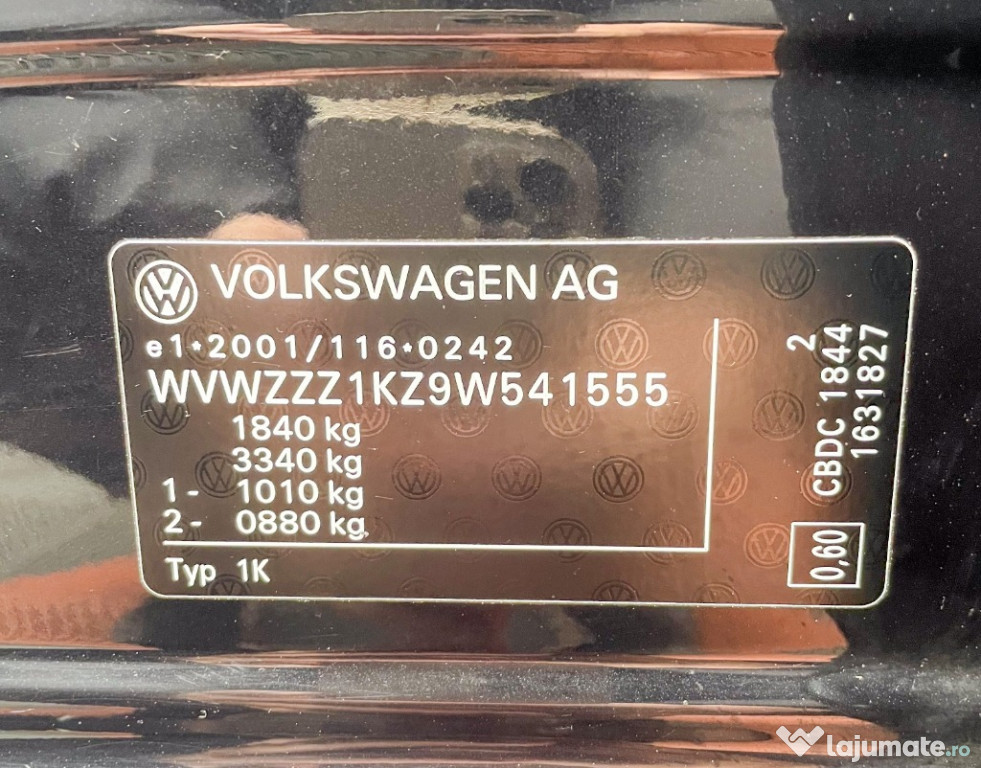 VOLKSWAGEN AG
e1*2001/116*0242
WVWZZZ1KZ9W541555
1840 kg
3340 kg
1- 1010 kg
2- 0880 kg
Typ 1K
2
CBDC 1844
1631827
0,60
lajumate.ro